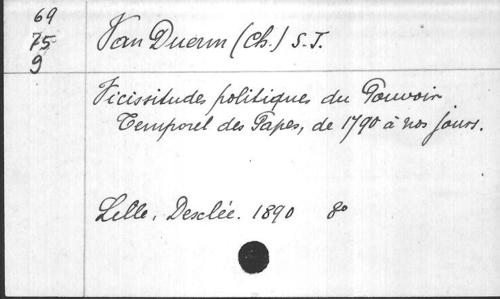 69
75
9
Van Duerm (Ch.) S.J.
Vicissitudes politiques du Pouvoir
Temporel des Papes, de 1790 à nos jours.
Lille, Desclée. 1890 8°